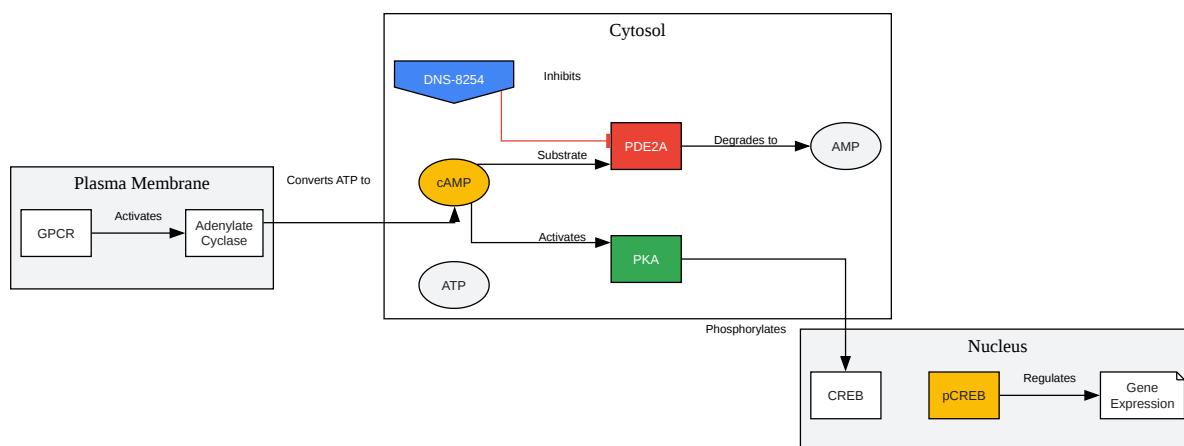 Cytosol
DNS-8254
Inhibits
PDE2A
Degrades to
AMP
Substrate
cAMP
Plasma Membrane
Converts ATP to
GPCR
Activates
Adenylate
Cyclase
Activates
PKA
ATP
Phosphorylates
Nucleus
CREB
pCREB
Regulates
Gene
Expression